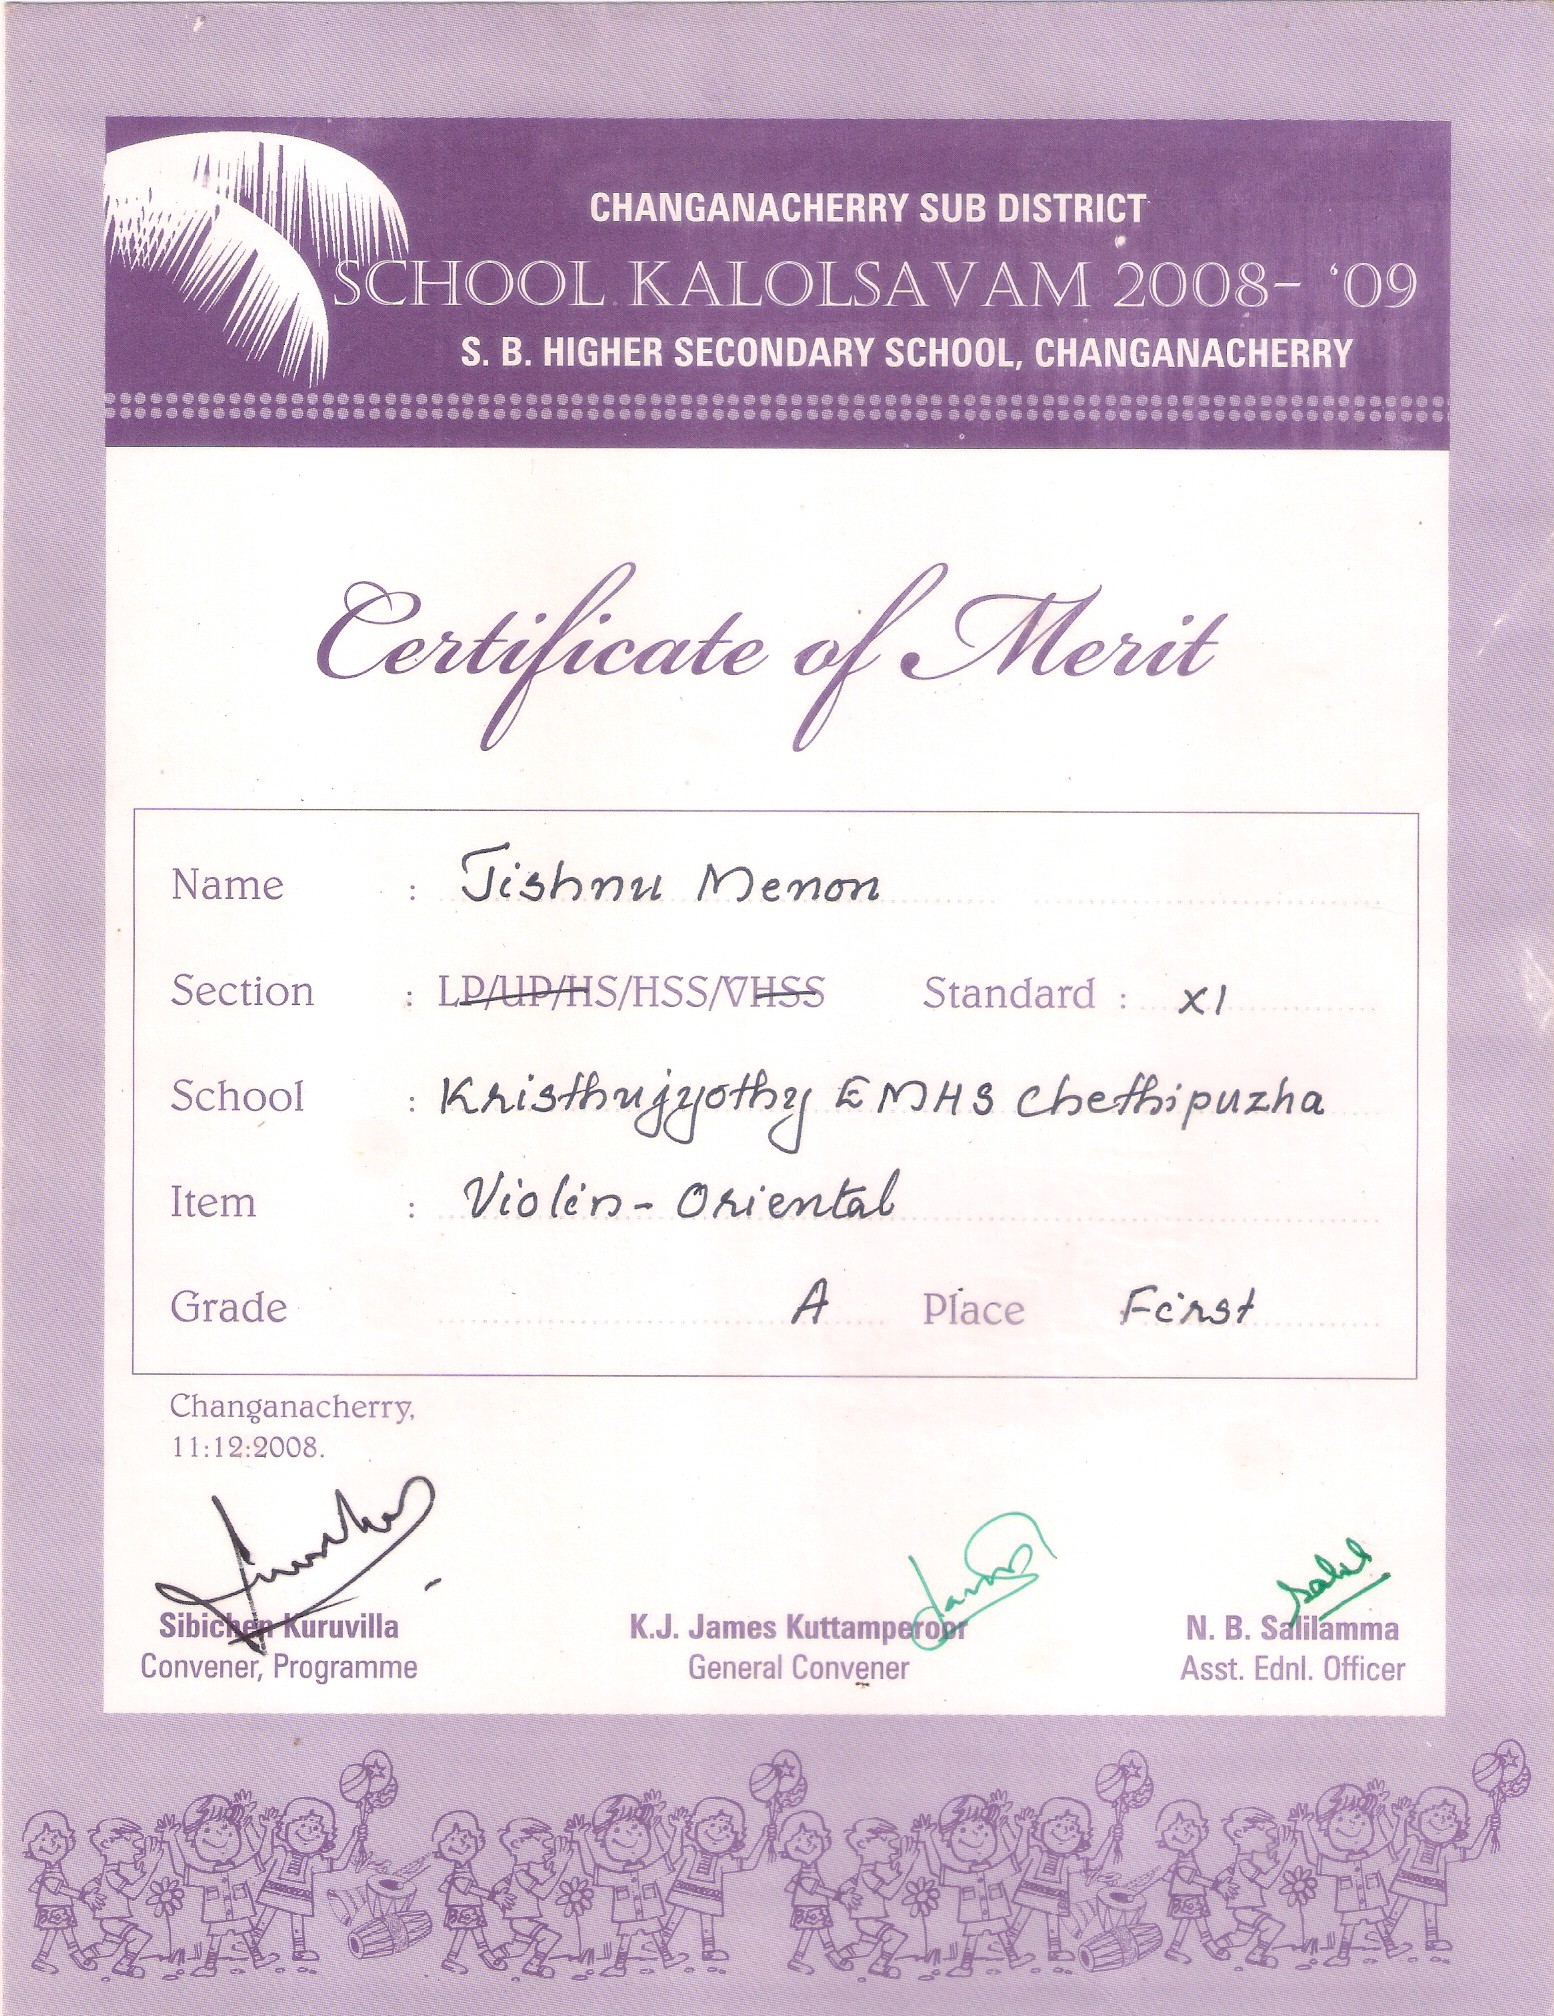 CHANGANACHERRY SUB DISTRICT
SCHOOL KALOLSAVAM 2008- '09
S. B. HIGHER SECONDARY SCHOOL, CHANGANACHERRY
Certificate of Merit
Name : Jishnu Menon
Section : LP/UP/HS/HSS/VHSS Standard : XI
School : Kristhujyothy EMHS Chethipuzha
Item : Violin - Oriental
Grade A Place First
Changanacherry,
11:12:2008.
Sibichen Kuruvilla K.J. James Kuttamperoor N. B. Salilamma
Convener, Programme General Convener Asst. Ednl. Officer